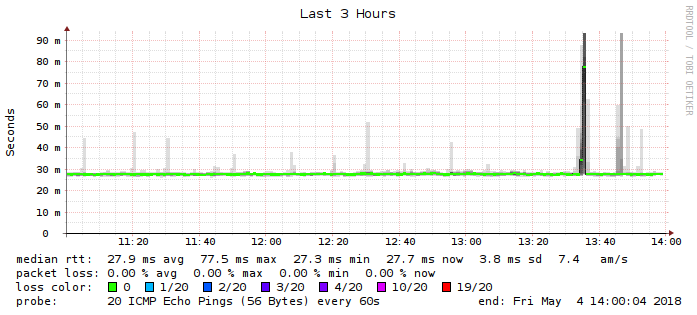 Last 3 Hours
RRDTOOL / TOBI OETIKER
Seconds
90 m
80 m
70 m
60 m
50 m
40 m
30 m
20 m
10 m
0
11:20 11:40 12:00 12:20 12:40 13:00 13:20 13:40 14:00
median rtt: 27.9 ms avg 77.5 ms max 27.3 ms min 27.7 ms now 3.8 ms sd 7.4 am/s
packet loss: 0.00 % avg 0.00 % max 0.00 % min 0.00 % now
loss color: 0 1/20 2/20 3/20 4/20 10/20 19/20
probe: 20 ICMP Echo Pings (56 Bytes) every 60s end: Fri May 4 14:00:04 2018